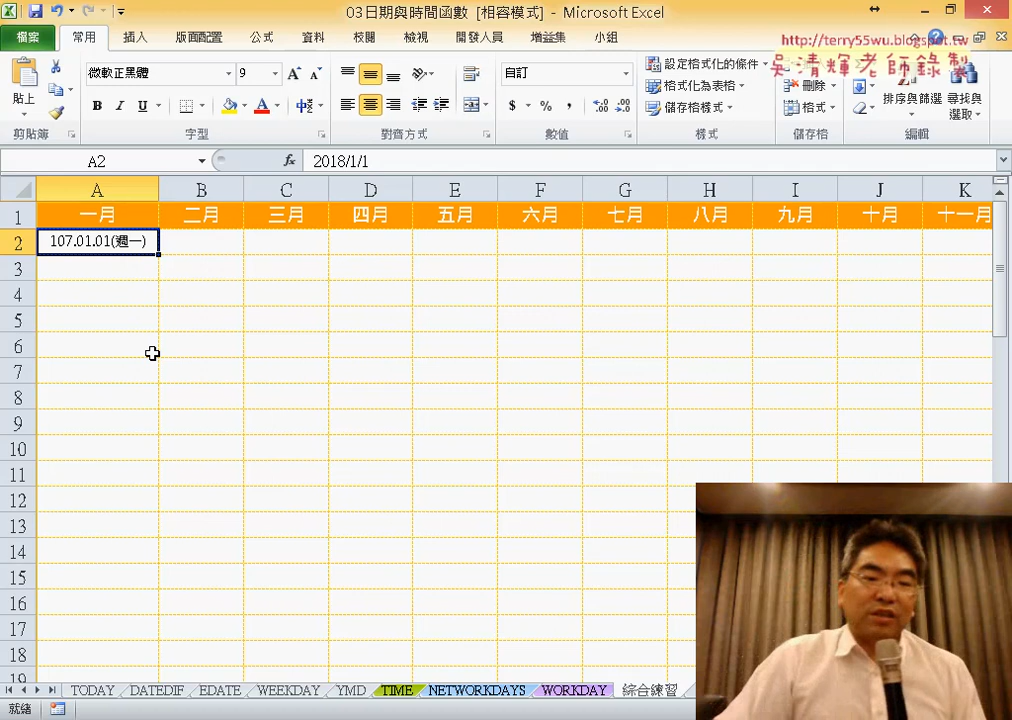 03日期與時間函數 [相容模式] - Microsoft Excel
檔案 常用 插入 版面配置 公式 資料 校閱 檢視 開發人員 增益集 小組
http://terry55wu.blogspot.tw
吳清輝老師錄製
貼上 微軟正黑體 9 自訂 設定格式化的條件 格式化為表格 儲存格樣式 刪除 格式 排序與篩選 尋找與選取
剪貼簿 字型 對齊方式 數值 樣式 儲存格 編輯
A2 fx 2018/1/1
A B C D E F G H I J K
1 一月 二月 三月 四月 五月 六月 七月 八月 九月 十月 十一月
2 107.01.01(週一)
3
4
5
6
7
8
9
10
11
12
13
14
15
16
17
18
19
TODAY DATEDIF EDATE WEEKDAY YMD TIME NETWORKDAYS WORKDAY 綜合練習
就緒